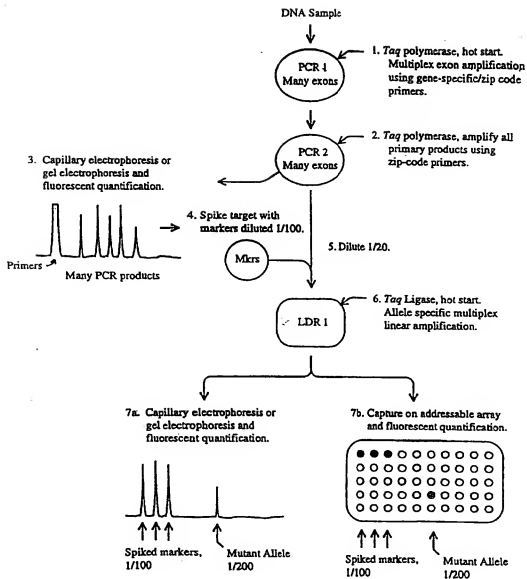 DNA Sample
PCR 1
Many exons
1. Taq polymerase, hot start.
Multiplex exon amplification
using gene-specific/zip code
primers.
PCR 2
Many exons
2. Taq polymerase, amplify all
primary products using
zip-code primers.
3. Capillary electrophoresis or
gel electrophoresis and
fluorescent quantification.
Primers
Many PCR products
4. Spike target with
markers diluted 1/100.
Mkrs
5. Dilute 1/20.
LDR 1
6. Taq Ligase, hot start.
Allele specific multiplex
linear amplification.
7a. Capillary electrophoresis or
gel electrophoresis and
fluorescent quantification.
Spiked markers,
1/100
Mutant Allele
1/200
7b. Capture on addressable array
and fluorescent quantification.
Spiked markers,
1/100
Mutant Allele
1/200